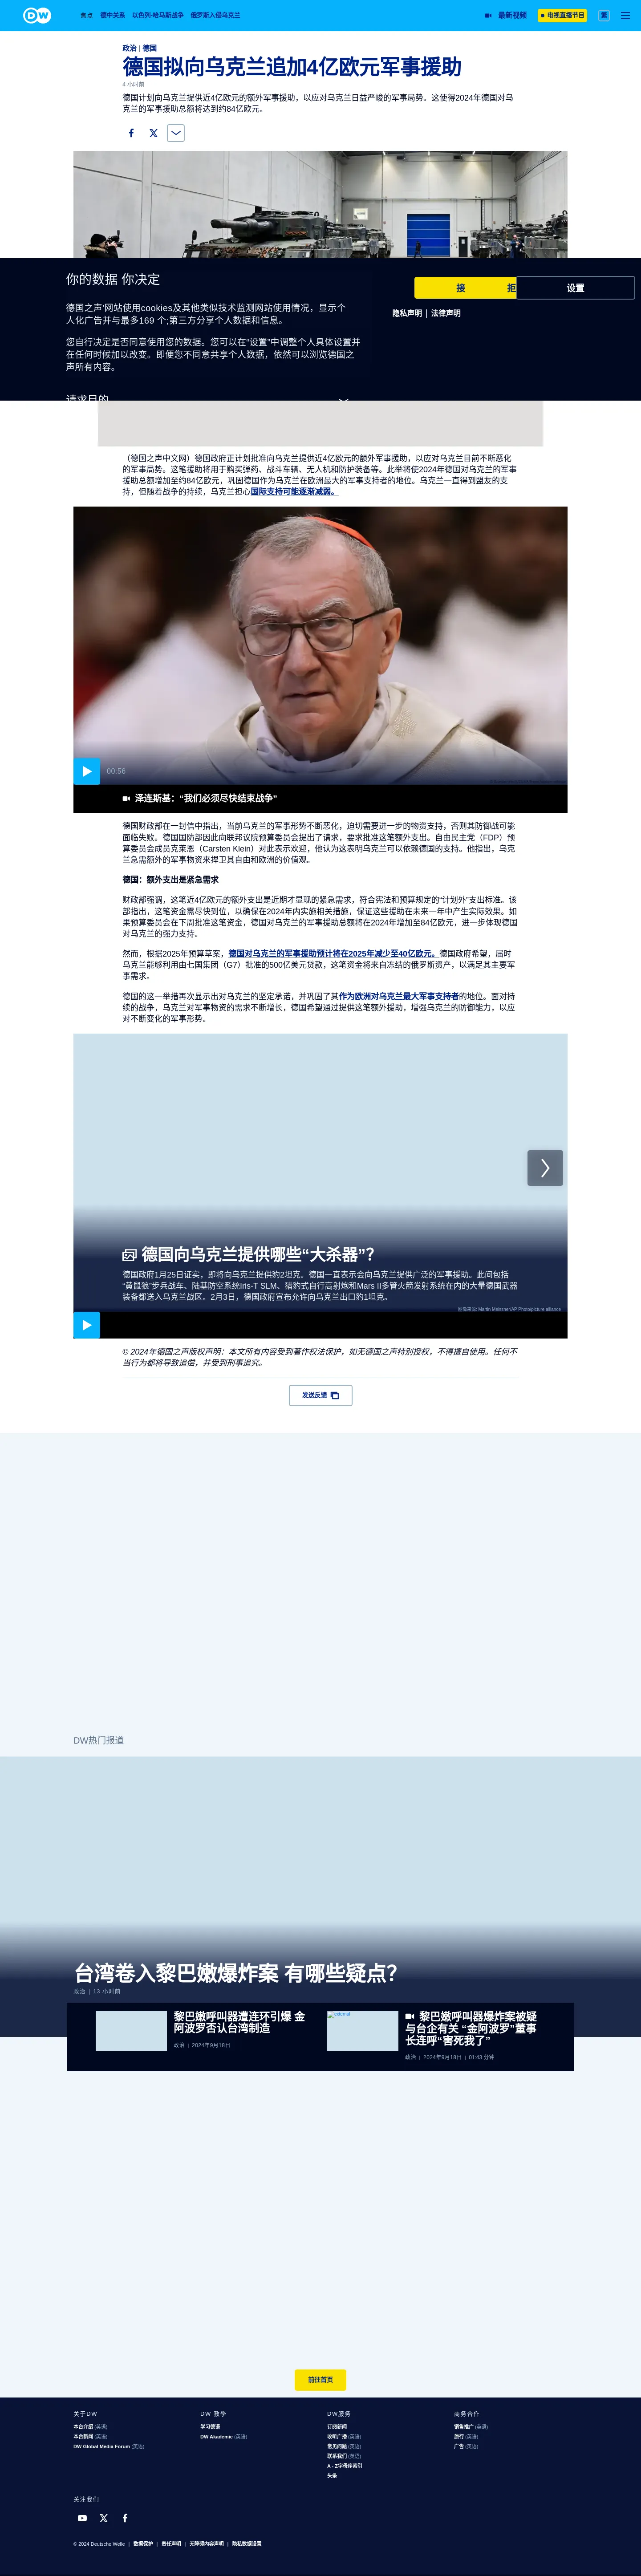 DW
焦点 德中关系 以色列-哈马斯战争 俄罗斯入侵乌克兰
最新视频 电视直播节目 繁
政治 | 德国
德国拟向乌克兰追加4亿欧元军事援助
4 小时前
德国计划向乌克兰提供近4亿欧元的额外军事援助，以应对乌克兰日益严峻的军事局势。这使得2024年德国对乌
克兰的军事援助总额将达到约84亿欧元。
你的数据 你决定
德国之声'网站使用cookies及其他类似技术监测网站使用情况，显示个
人化广告并与最多169 个;第三方分享个人数据和信息。
您自行决定是否同意使用您的数据。您可以在“设置”中调整个人具体设置并
在任何时候加以改变。即便您不同意共享个人数据，依然可以浏览德国之
声所有内容。
请求目的
接 拒 设置
隐私声明 | 法律声明
（德国之声中文网）德国政府正计划批准向乌克兰提供近4亿欧元的额外军事援助，以应对乌克兰目前不断恶化
的军事局势。这笔援助将用于购买弹药、战斗车辆、无人机和防护装备等。此举将使2024年德国对乌克兰的军事
援助总额增加至约84亿欧元，巩固德国作为乌克兰在欧洲最大的军事支持者的地位。乌克兰一直得到盟友的支
持，但随着战争的持续，乌克兰担心国际支持可能逐渐减弱。
00:56
泽连斯基：“我们必须尽快结束战争”
德国财政部在一封信中指出，当前乌克兰的军事形势不断恶化，迫切需要进一步的物资支持，否则其防御战可能
面临失败。德国国防部因此向联邦议院预算委员会提出了请求，要求批准这笔额外支出。自由民主党（FDP）预
算委员会成员克莱恩（Carsten Klein）对此表示欢迎，他认为这表明乌克兰可以依赖德国的支持。他指出，乌克
兰急需额外的军事物资来捍卫其自由和欧洲的价值观。
德国：额外支出是紧急需求
财政部强调，这笔近4亿欧元的额外支出是近期才显现的紧急需求，符合宪法和预算规定的“计划外”支出标准。该
部指出，这笔资金需尽快到位，以确保在2024年内实施相关措施，保证这些援助在未来一年中产生实际效果。如
果预算委员会在下周批准这笔资金，德国对乌克兰的军事援助总额将在2024年增加至84亿欧元，进一步体现德国
对乌克兰的强力支持。
然而，根据2025年预算草案，德国对乌克兰的军事援助预计将在2025年减少至40亿欧元。德国政府希望，届时
乌克兰能够利用由七国集团（G7）批准的500亿美元贷款，这笔资金将来自冻结的俄罗斯资产，以满足其主要军
事需求。
德国的这一举措再次显示出对乌克兰的坚定承诺，并巩固了其作为欧洲对乌克兰最大军事支持者的地位。面对持
续的战争，乌克兰对军事物资的需求不断增长，德国希望通过提供这笔额外援助，增强乌克兰的防御能力，以应
对不断变化的军事形势。
德国向乌克兰提供哪些“大杀器”？
德国政府1月25日证实，即将向乌克兰提供豹2坦克。德国一直表示会向乌克兰提供广泛的军事援助。此间包括
“黄鼠狼”步兵战车、陆基防空系统Iris-T SLM、猎豹式自行高射炮和Mars II多管火箭发射系统在内的大量德国武器
装备都送入乌克兰战区。2月3日，德国政府宣布允许向乌克兰出口豹1坦克。
图像来源: Martin Meissner/AP Photo/picture alliance
© 2024年德国之声版权声明：本文所有内容受到著作权法保护，如无德国之声特别授权，不得擅自使用。任何不
当行为都将导致追偿，并受到刑事追究。
发送反馈
DW热门报道
台湾卷入黎巴嫩爆炸案 有哪些疑点？
政治 | 13 小时前
黎巴嫩呼叫器遭连环引爆 金
阿波罗否认台湾制造
政治 | 2024年9月18日
external
黎巴嫩呼叫器爆炸案被疑
与台企有关 “金阿波罗”董事
长连呼“害死我了”
政治 | 2024年9月18日 | 01:43 分钟
前往首页
关于DW
本台介绍 (英语)
本台新闻 (英语)
DW Global Media Forum (英语)
DW 教學
学习德语
DW Akademie (英语)
DW服务
订阅新闻
收听广播 (英语)
常见问题 (英语)
联系我们 (英语)
A - Z字母序索引
头条
商务合作
销售推广 (英语)
旅行 (英语)
广告 (英语)
关注我们
© 2024 Deutsche Welle | 数据保护 | 责任声明 | 无障碍内容声明 | 隐私数据设置